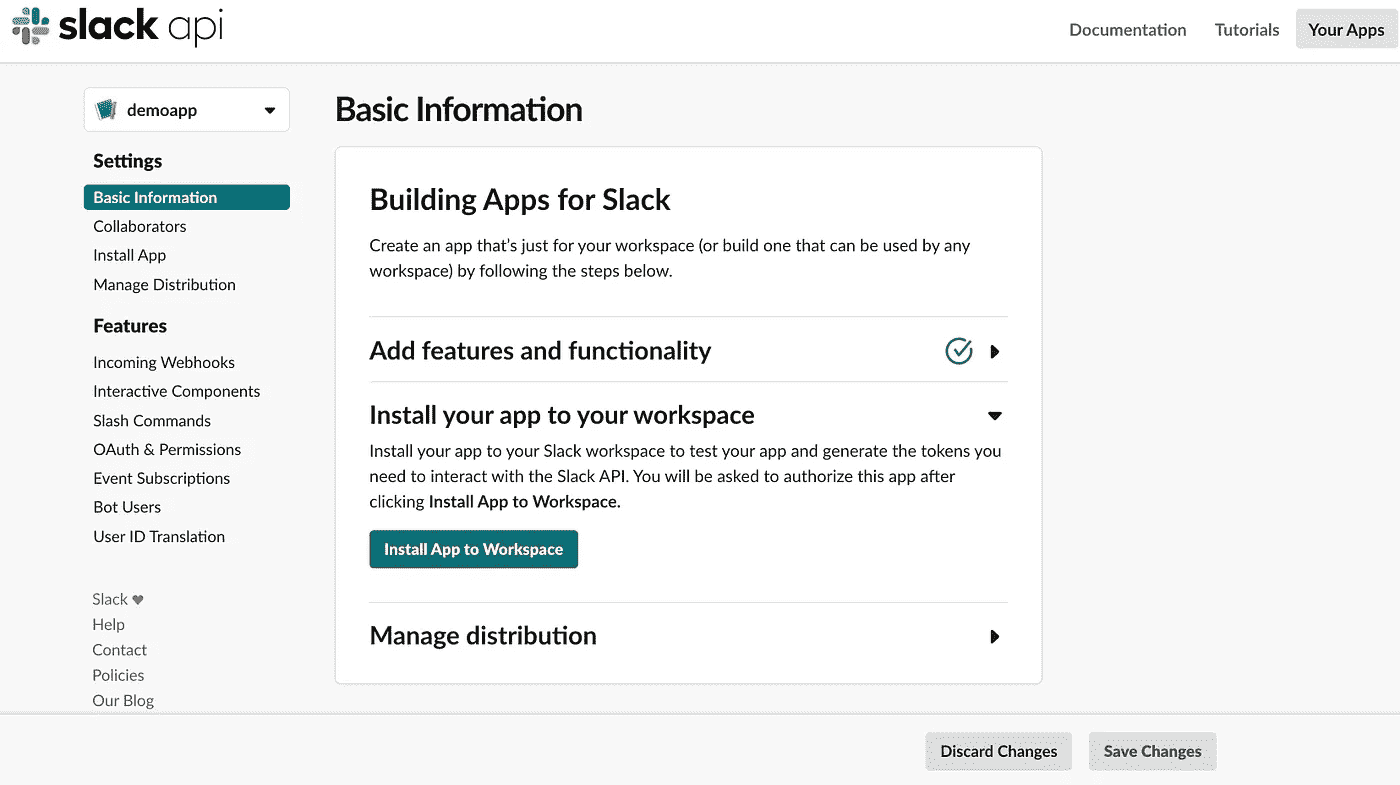 slack api
Documentation
Tutorials
Your Apps
demoapp
Settings
Basic Information
Collaborators
Install App
Manage Distribution
Features
Incoming Webhooks
Interactive Components
Slash Commands
OAuth & Permissions
Event Subscriptions
Bot Users
User ID Translation
Slack ♥
Help
Contact
Policies
Our Blog
Basic Information
Building Apps for Slack
Create an app that’s just for your workspace (or build one that can be used by any
workspace) by following the steps below.
Add features and functionality
Install your app to your workspace
Install your app to your Slack workspace to test your app and generate the tokens you
need to interact with the Slack API. You will be asked to authorize this app after
clicking Install App to Workspace.
Install App to Workspace
Manage distribution
Discard Changes
Save Changes